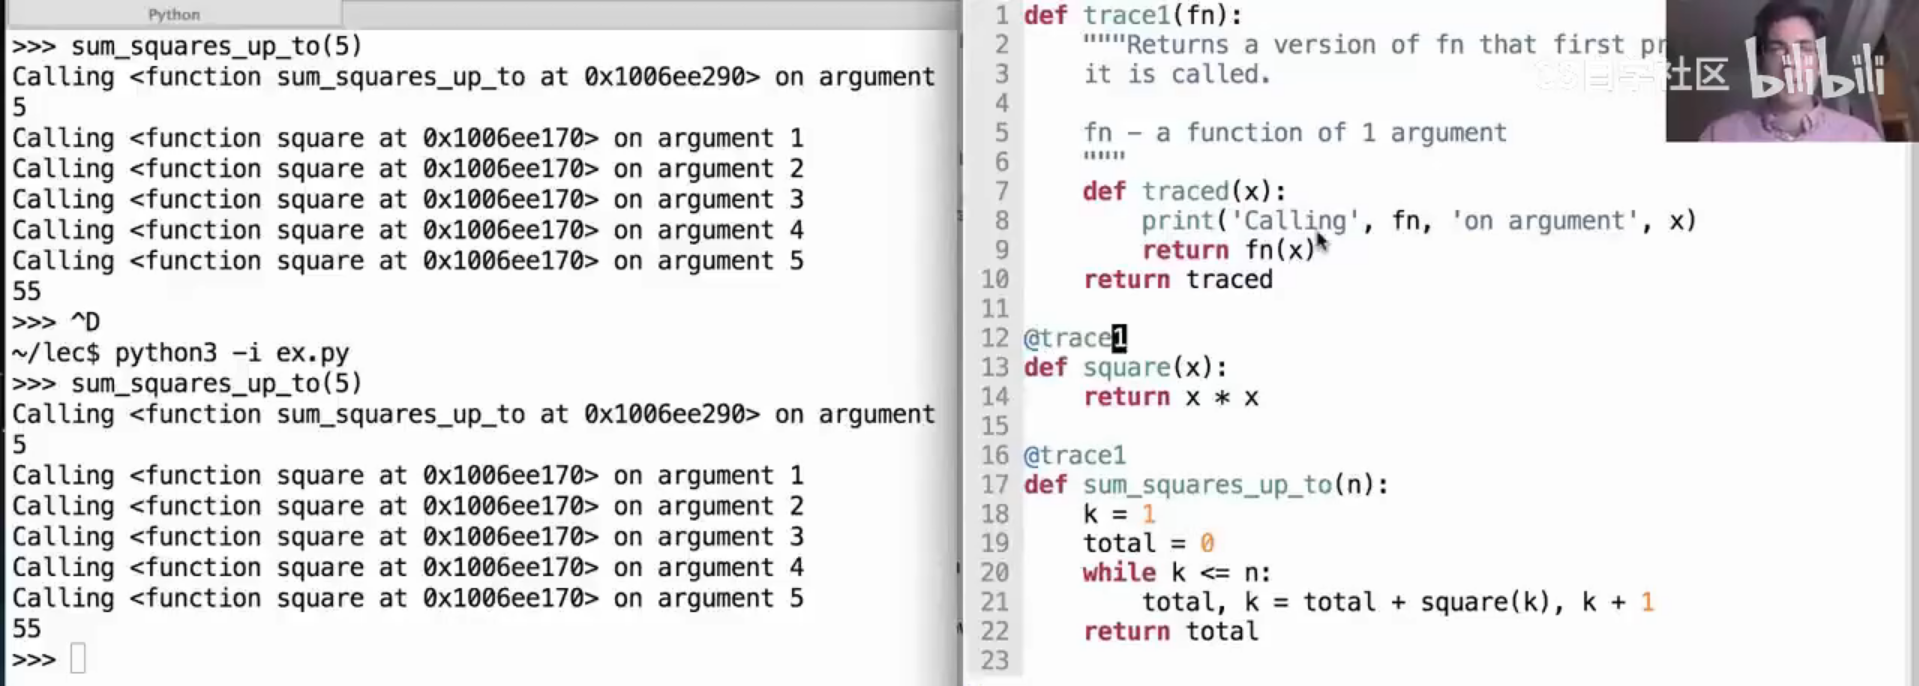 Python
>>> sum_squares_up_to(5)
Calling <function sum_squares_up_to at 0x1006ee290> on argument
5
Calling <function square at 0x1006ee170> on argument 1
Calling <function square at 0x1006ee170> on argument 2
Calling <function square at 0x1006ee170> on argument 3
Calling <function square at 0x1006ee170> on argument 4
Calling <function square at 0x1006ee170> on argument 5
55
>>> ^D
~/lec$ python3 -i ex.py
>>> sum_squares_up_to(5)
Calling <function sum_squares_up_to at 0x1006ee290> on argument
5
Calling <function square at 0x1006ee170> on argument 1
Calling <function square at 0x1006ee170> on argument 2
Calling <function square at 0x1006ee170> on argument 3
Calling <function square at 0x1006ee170> on argument 4
Calling <function square at 0x1006ee170> on argument 5
55
>>>
1 def trace1(fn):
2     """Returns a version of fn that first pr
3     it is called.
4
5     fn - a function of 1 argument
6     """
7     def traced(x):
8         print('Calling', fn, 'on argument', x)
9         return fn(x)
10     return traced
11
12 @trace1
13 def square(x):
14     return x * x
15
16 @trace1
17 def sum_squares_up_to(n):
18     k = 1
19     total = 0
20     while k <= n:
21         total, k = total + square(k), k + 1
22     return total
23
社区 bilibili